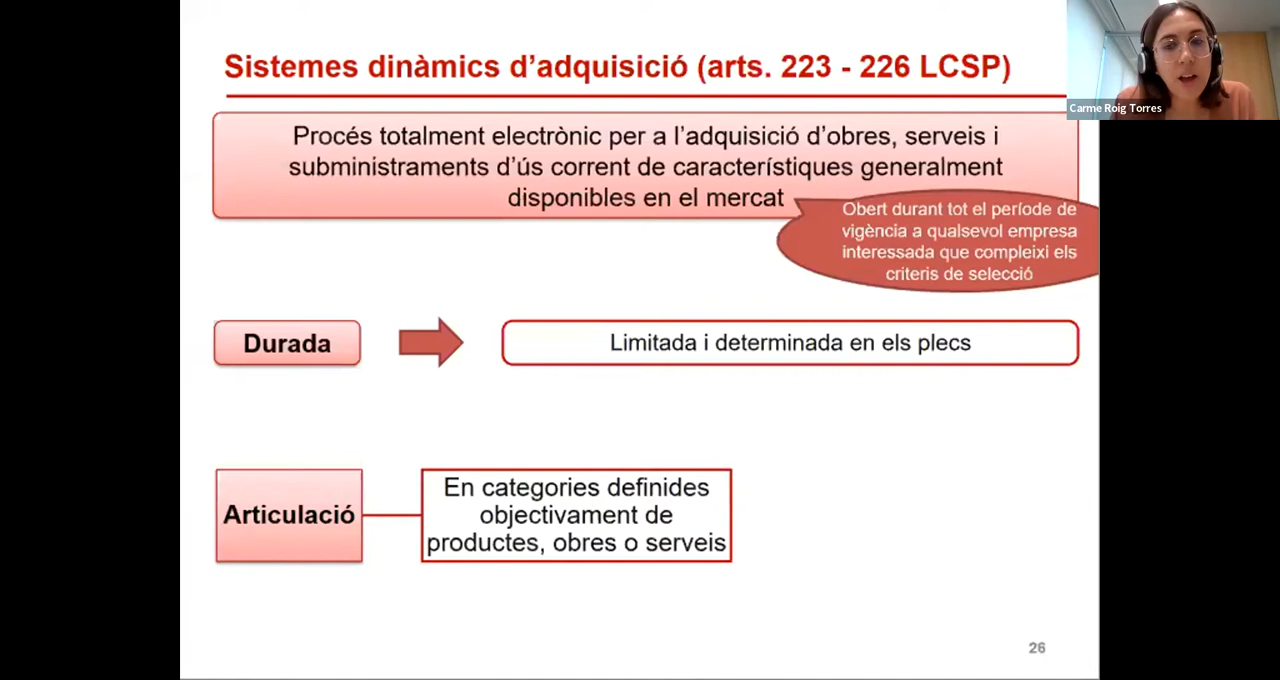 Sistemes dinàmics d’adquisició (arts. 223 - 226 LCSP)
Carme Roig Torres
Procés totalment electrònic per a l’adquisició d’obres, serveis i
subministraments d’ús corrent de característiques generalment
disponibles en el mercat
Obert durant tot el període de
vigència a qualsevol empresa
interessada que compleixi els
criteris de selecció
Durada
Limitada i determinada en els plecs
Articulació
En categories definides
objectivament de
productes, obres o serveis
26